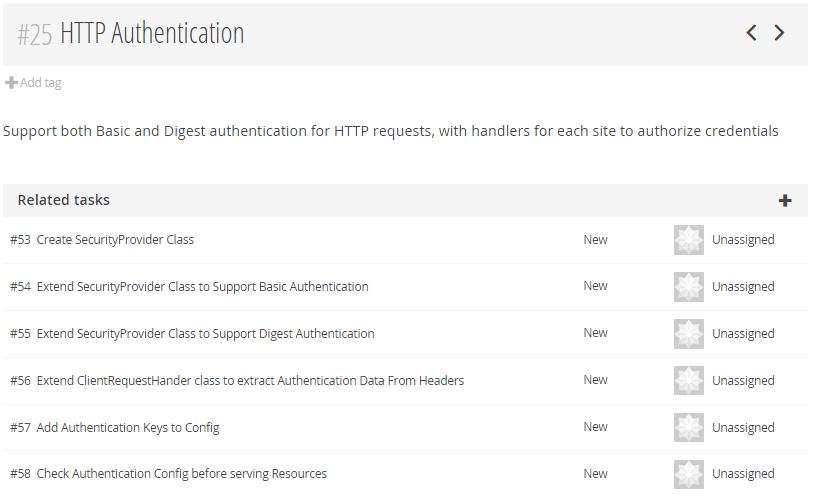 #25 HTTP Authentication
Add tag
Support both Basic and Digest authentication for HTTP requests, with handlers for each site to authorize credentials
Related tasks
#53 Create SecurityProvider Class New Unassigned
#54 Extend SecurityProvider Class to Support Basic Authentication New Unassigned
#55 Extend SecurityProvider Class to Support Digest Authentication New Unassigned
#56 Extend ClientRequestHander class to extract Authentication Data From Headers New Unassigned
#57 Add Authentication Keys to Config New Unassigned
#58 Check Authentication Config before serving Resources New Unassigned